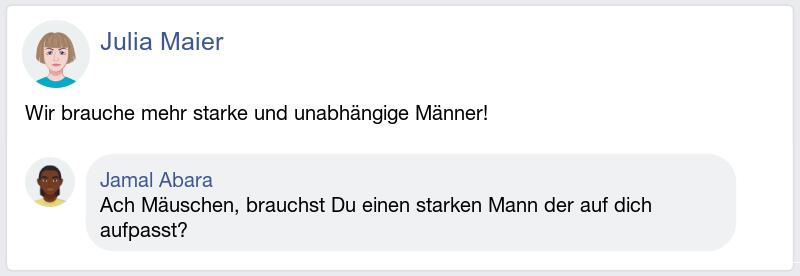 Julia Maier
Wir brauche mehr starke und unabhängige Männer!
Jamal Abara
Ach Mäuschen, brauchst Du einen starken Mann der auf dich
aufpasst?